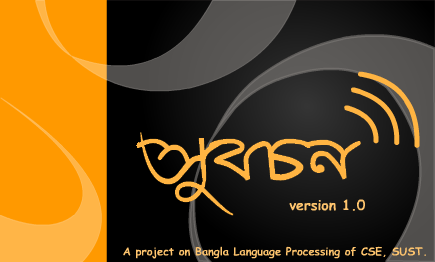 সুবচন
version 1.0
A project on Bangla Language Processing of CSE, SUST.